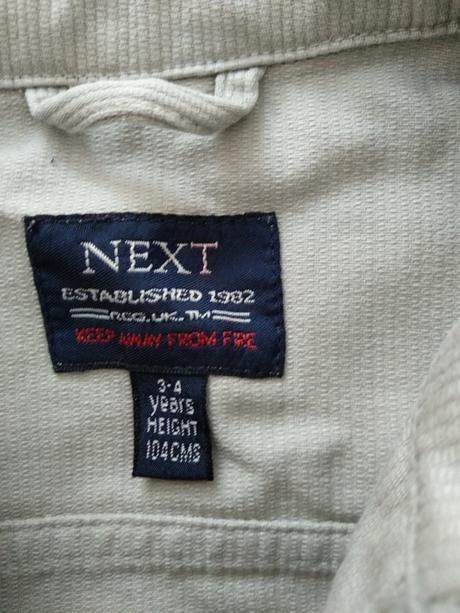 NEXT
ESTABLISHED 1982
REG.UK.TM
KEEP AWAY FROM FIRE
3-4
years
HEIGHT
104CMS